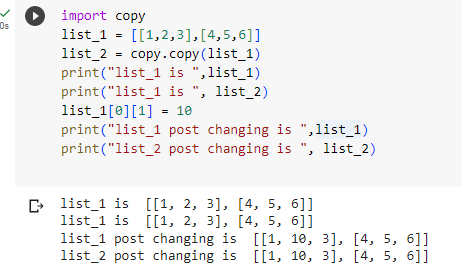 import copy
0s
list_1 = [[1,2,3],[4,5,6]]
list_2 = copy.copy(list_1)
print("list_1 is ",list_1)
print("list_1 is ", list_2)
list_1[0][1] = 10
print("list_1 post changing is ",list_1)
print("list_2 post changing is ", list_2)
list_1 is  [[1, 2, 3], [4, 5, 6]]
list_1 is  [[1, 2, 3], [4, 5, 6]]
list_1 post changing is  [[1, 10, 3], [4, 5, 6]]
list_2 post changing is  [[1, 10, 3], [4, 5, 6]]